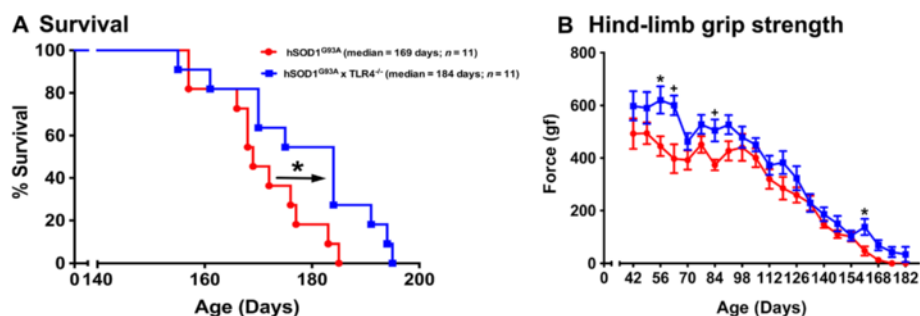 A Survival
hSOD1G93A (median = 169 days; n = 11)
hSOD1G93A x TLR4-/- (median = 184 days; n = 11)
100
80
60
40
20
0
% Survival
*
0 140 160 180 200
Age (Days)
B Hind-limb grip strength
800
600
400
200
0
Force (gf)
* + + *
42 56 70 84 98 112 126 140 154 168 182
Age (Days)